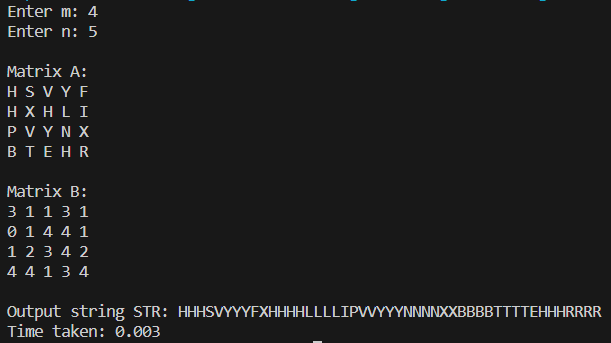 Enter m: 4
Enter n: 5
Matrix A:
H S V Y F
H X H L I
P V Y N X
B T E H R
Matrix B:
3 1 1 3 1
0 1 4 4 1
1 2 3 4 2
4 4 1 3 4
Output string STR: HHHSVYYYFXHHHHLLLLIPVVYYYNNNNXXBBBBTTTTEHHHRRRR
Time taken: 0.003